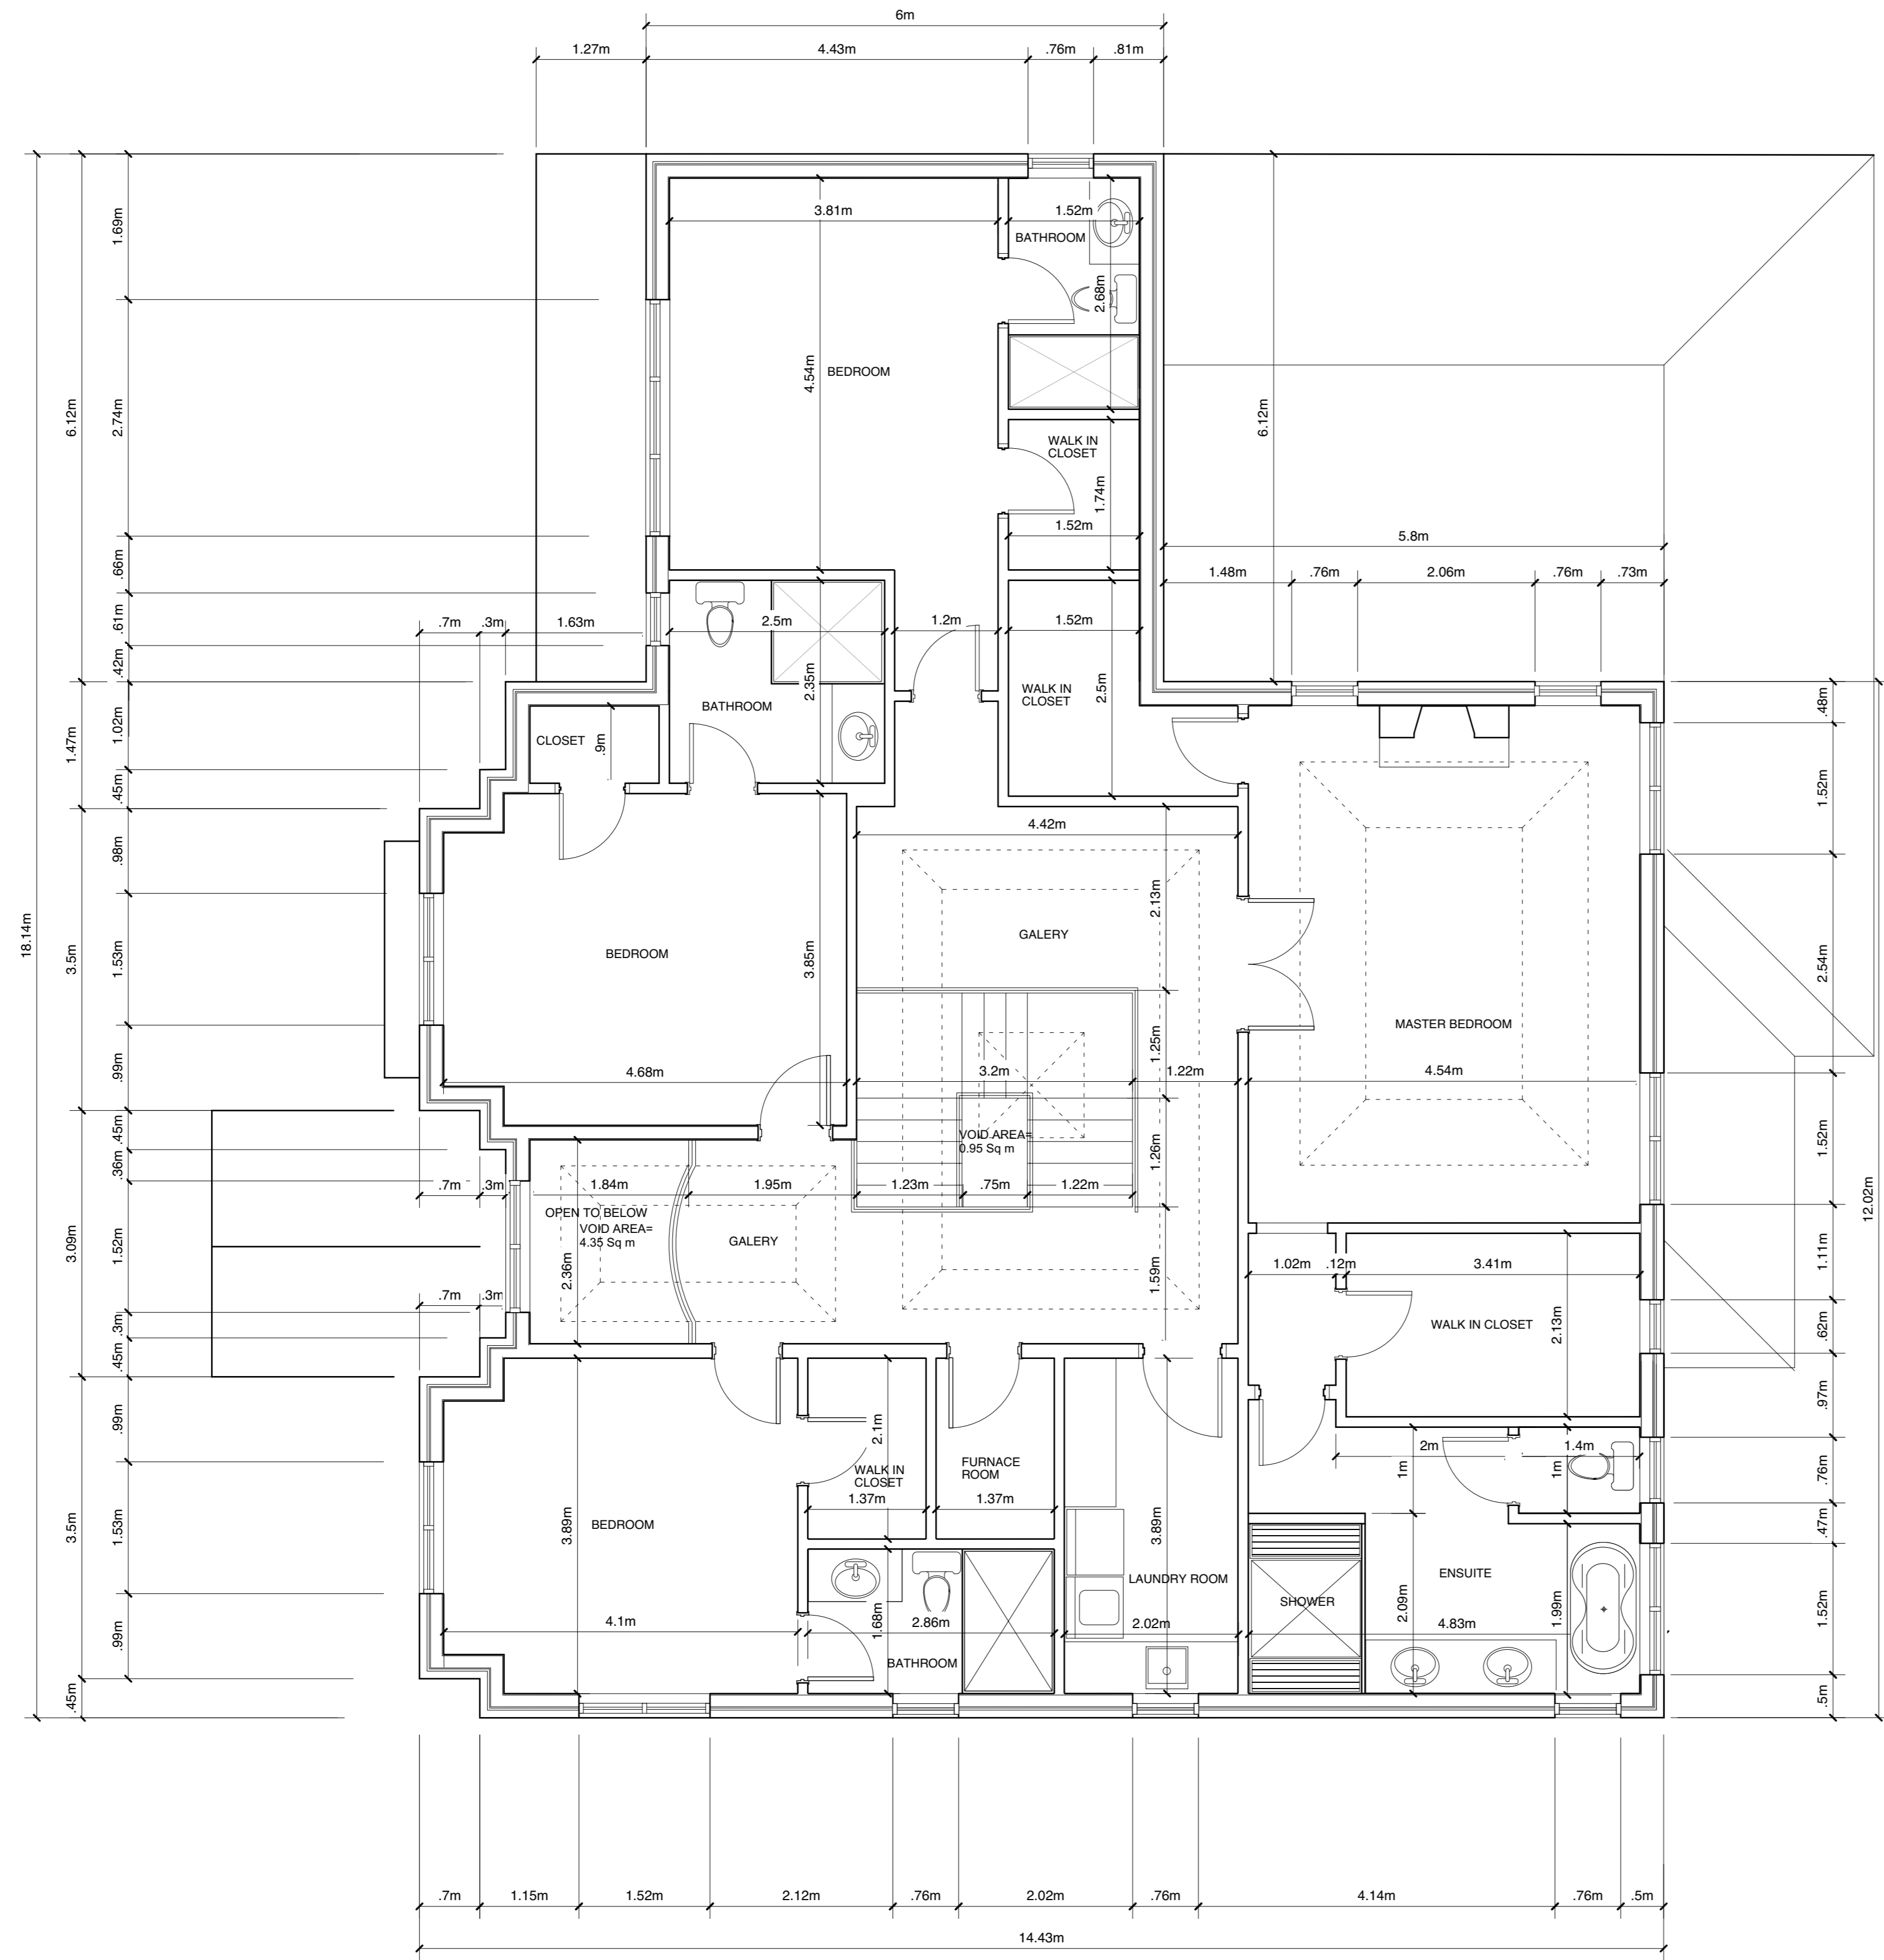 6m
1.27m 4.43m .76m .81m
3.81m 1.52m
BATHROOM
1.69m
2.68m
4.54m BEDROOM
6.12m 2.74m
6.12m
WALK IN
CLOSET
1.74m
1.52m
5.8m
.66m
1.48m .76m 2.06m .76m .73m
.61m
.7m .3m 1.63m 2.5m 1.2m 1.52m
.42m
2.35m
WALK IN
CLOSET
2.5m
BATHROOM
.48m
1.47m 1.02m
CLOSET .9m
.45m
1.52m
4.42m
.98m
2.13m
GALERY
18.14m
3.5m 1.53m
BEDROOM 3.85m
2.54m
MASTER BEDROOM
.99m
1.25m
4.68m 3.2m 1.22m 4.54m
.45m
VOID AREA=
0.95 Sq m
1.26m
1.52m
.36m
.7m .3m 1.84m 1.95m 1.23m .75m 1.22m
12.02m
OPEN TO BELOW
VOID AREA=
4.35 Sq m
GALERY
3.09m 1.52m
2.36m 1.59m
1.11m
1.02m .12m 3.41m
.7m .3m
.3m
WALK IN CLOSET 2.13m
.62m
.45m
.97m
.99m
2.1m
2m 1.4m
1m 1m
WALK IN
CLOSET
FURNACE
ROOM
.76m
1.37m 1.37m
3.5m 1.53m
BEDROOM
3.89m 3.89m
.47m
LAUNDRY ROOM
ENSUITE
SHOWER
2.09m 1.99m
1.52m
4.1m 1.68m 2.86m 2.02m 4.83m
.99m
BATHROOM
.45m
.5m
.7m 1.15m 1.52m 2.12m .76m 2.02m .76m 4.14m .76m .5m
14.43m